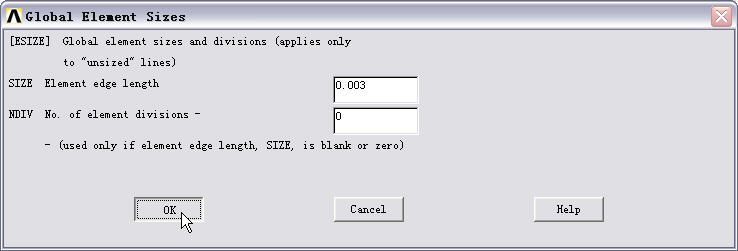 Global Element Sizes
[ESIZE] Global element sizes and divisions (applies only
to "unsized" lines)
SIZE Element edge length 0.003
NDIV No. of element divisions - 0
- (used only if element edge length, SIZE, is blank or zero)
OK Cancel Help